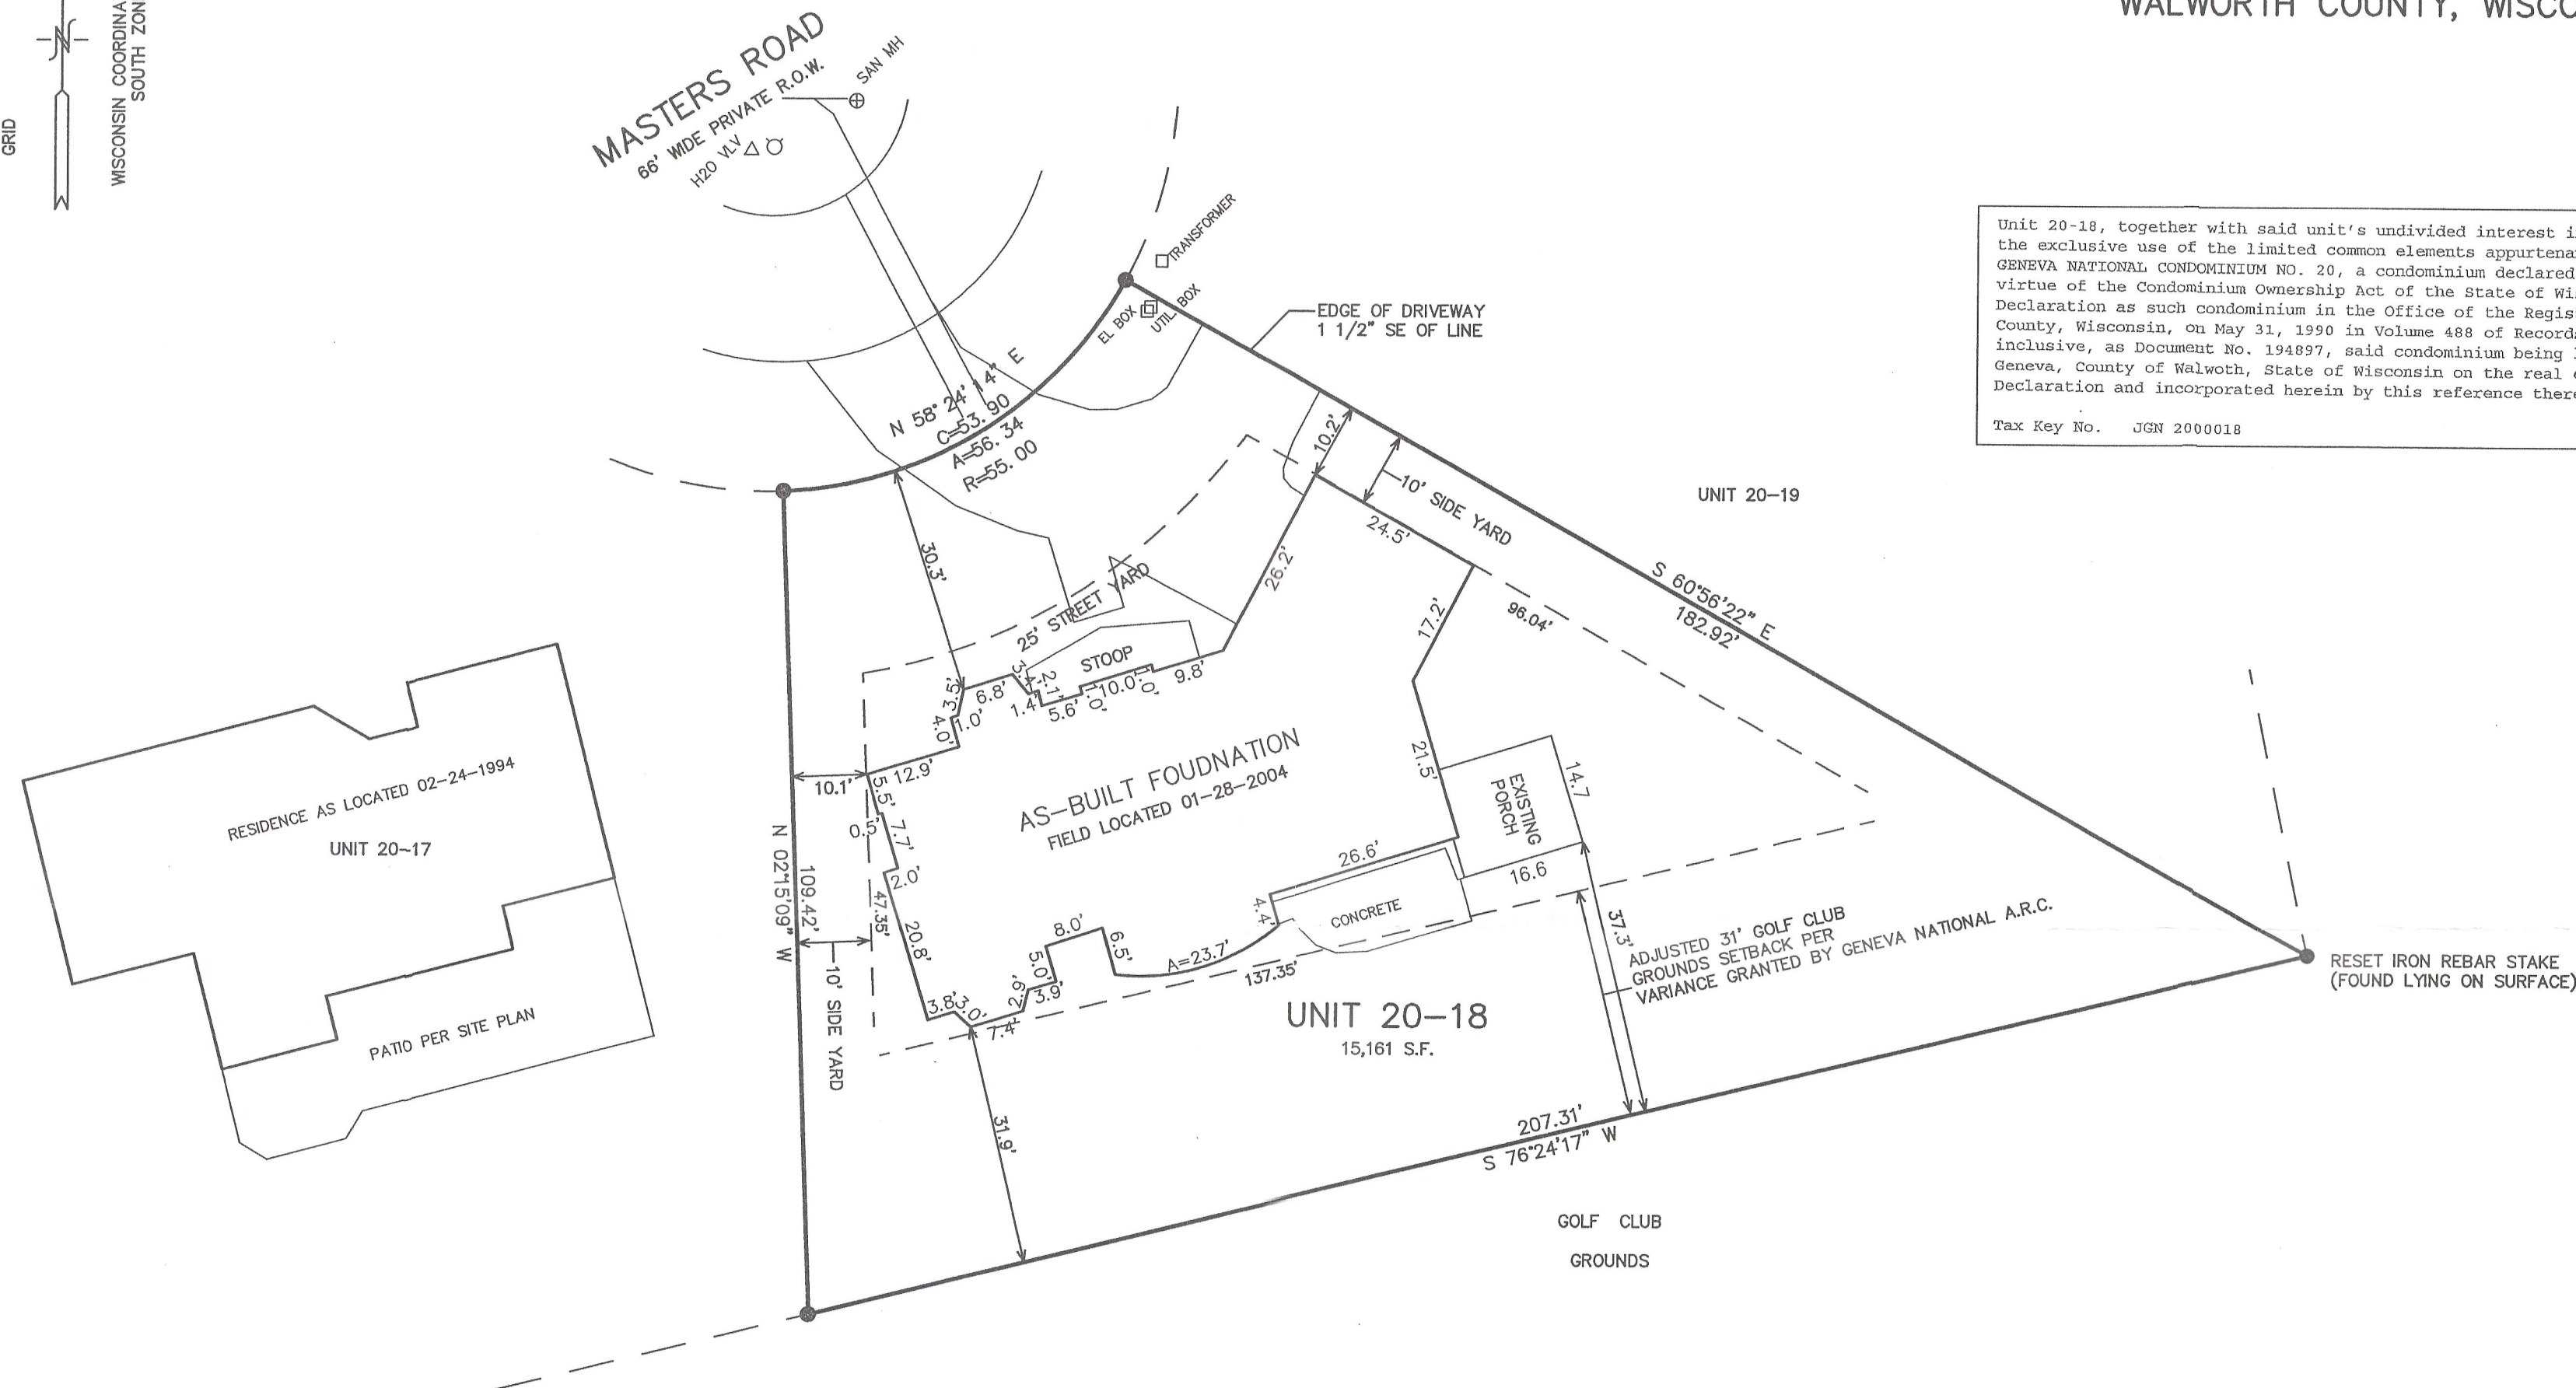 WALWORTH COUNTY, WISCO
GRID
N
WISCONSIN COORDINA
SOUTH ZON
MASTERS ROAD
66' WIDE PRIVATE R.O.W.
H2O VLV
SAN MH
TRANSFORMER
EL BOX
UTIL BOX
EDGE OF DRIVEWAY
1 1/2" SE OF LINE
Unit 20-18, together with said unit's undivided interest i
the exclusive use of the limited common elements appurtena
GENEVA NATIONAL CONDOMINIUM NO. 20, a condominium declared
virtue of the Condominium Ownership Act of the State of Wi
Declaration as such condominium in the Office of the Regis
County, Wisconsin, on May 31, 1990 in Volume 488 of Record
inclusive, as Document No. 194897, said condominium being
Geneva, County of Walwoth, State of Wisconsin on the real
Declaration and incorporated herein by this reference there
Tax Key No. JGN 2000018
N 58° 24' 14" E
C=53.90
A=56.34
R=55.00
10.2'
10' SIDE YARD
24.5'
UNIT 20-19
30.3'
26.2'
25' STREET YARD
S 60°56'22" E
182.92'
96.04'
17.2'
STOOP
3.5'
6.8'
3.4'
2.1'
1.4'
5.6'
1.0'
10.0'
1.0'
9.8'
4.0'
1.0'
12.9'
10.1'
5.5'
0.5'
7.7'
2.0'
AS-BUILT FOUDNATION
FIELD LOCATED 01-28-2004
21.5'
EXISTING
PORCH
14.7
16.6
26.6'
4.4'
CONCRETE
RESIDENCE AS LOCATED 02-24-1994
UNIT 20-17
PATIO PER SITE PLAN
N 02°15'09" W
109.42'
47.35'
10' SIDE YARD
20.8'
3.8'
3.0'
7.4'
2.9'
3.9'
5.0'
8.0'
6.5'
A=23.7'
137.35'
37.3'
ADJUSTED 31' GOLF CLUB
GROUNDS SETBACK PER
VARIANCE GRANTED BY GENEVA NATIONAL A.R.C.
RESET IRON REBAR STAKE
(FOUND LYING ON SURFACE)
UNIT 20-18
15,161 S.F.
31.9'
207.31'
S 76°24'17" W
GOLF CLUB
GROUNDS